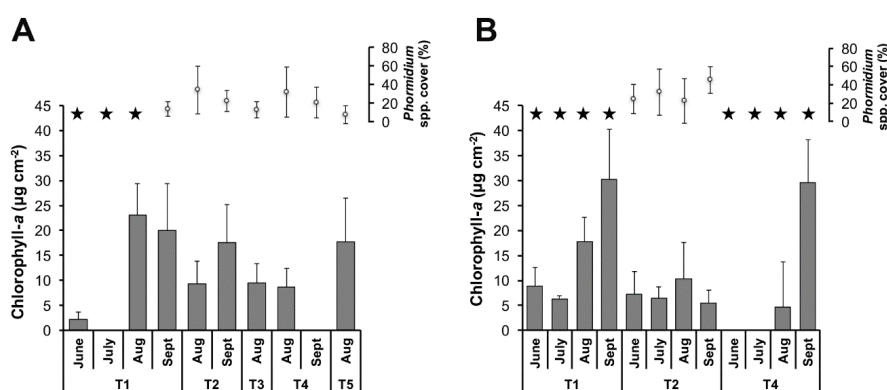 A
80
60
40
20
0
Phormidium
spp. cover (%)
45
40
35
30
25
20
15
10
5
0
Chlorophyll-a (µg cm-2)
June
July
Aug
Sept
Aug
Sept
Aug
Aug
Sept
Aug
T1
T2
T3
T4
T5
B
80
60
40
20
0
Phormidium
spp. cover (%)
45
40
35
30
25
20
15
10
5
0
Chlorophyll-a (µg cm-2)
June
July
Aug
Sept
June
July
Aug
Sept
June
July
Aug
Sept
T1
T2
T4